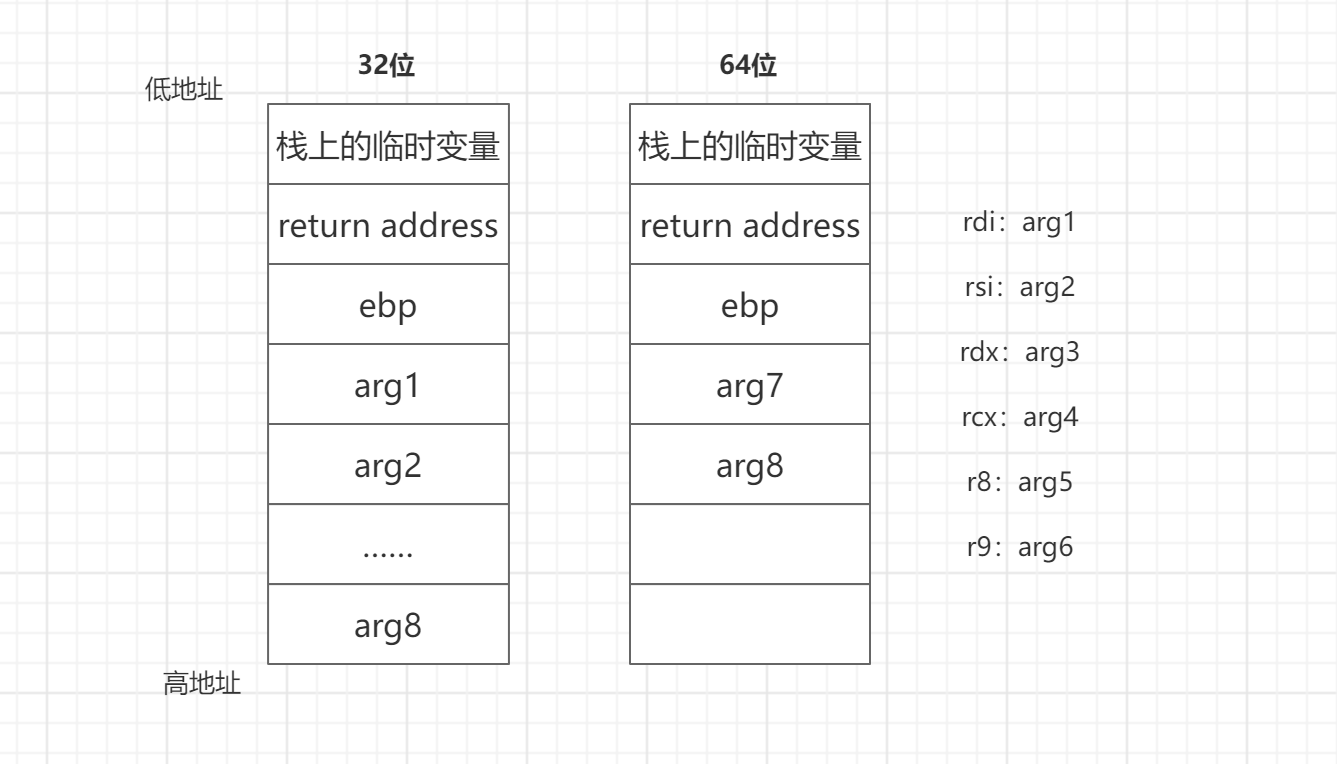 32位
64位
低地址
栈上的临时变量
return address
ebp
arg1
arg2
......
arg8
高地址
栈上的临时变量
return address
ebp
arg7
arg8
rdi：arg1
rsi：arg2
rdx：arg3
rcx：arg4
r8：arg5
r9：arg6